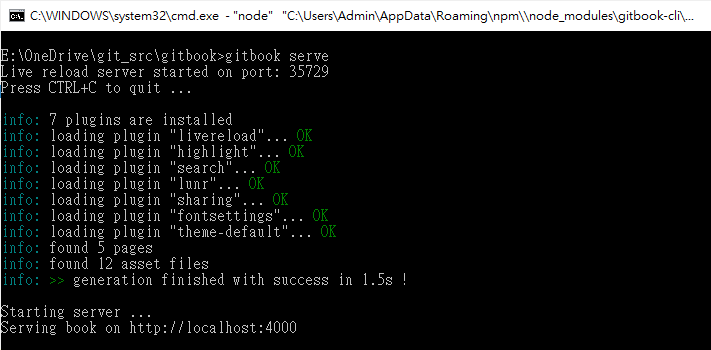 C:\WINDOWS\system32\cmd.exe - "node" "C:\Users\Admin\AppData\Roaming\npm\\node_modules\gitbook-cli\...
E:\OneDrive\git_src\gitbook>gitbook serve
Live reload server started on port: 35729
Press CTRL+C to quit ...
info: 7 plugins are installed
info: loading plugin "livereload"... OK
info: loading plugin "highlight"... OK
info: loading plugin "search"... OK
info: loading plugin "lunr"... OK
info: loading plugin "sharing"... OK
info: loading plugin "fontsettings"... OK
info: loading plugin "theme-default"... OK
info: found 5 pages
info: found 12 asset files
info: >> generation finished with success in 1.5s !
Starting server ...
Serving book on http://localhost:4000